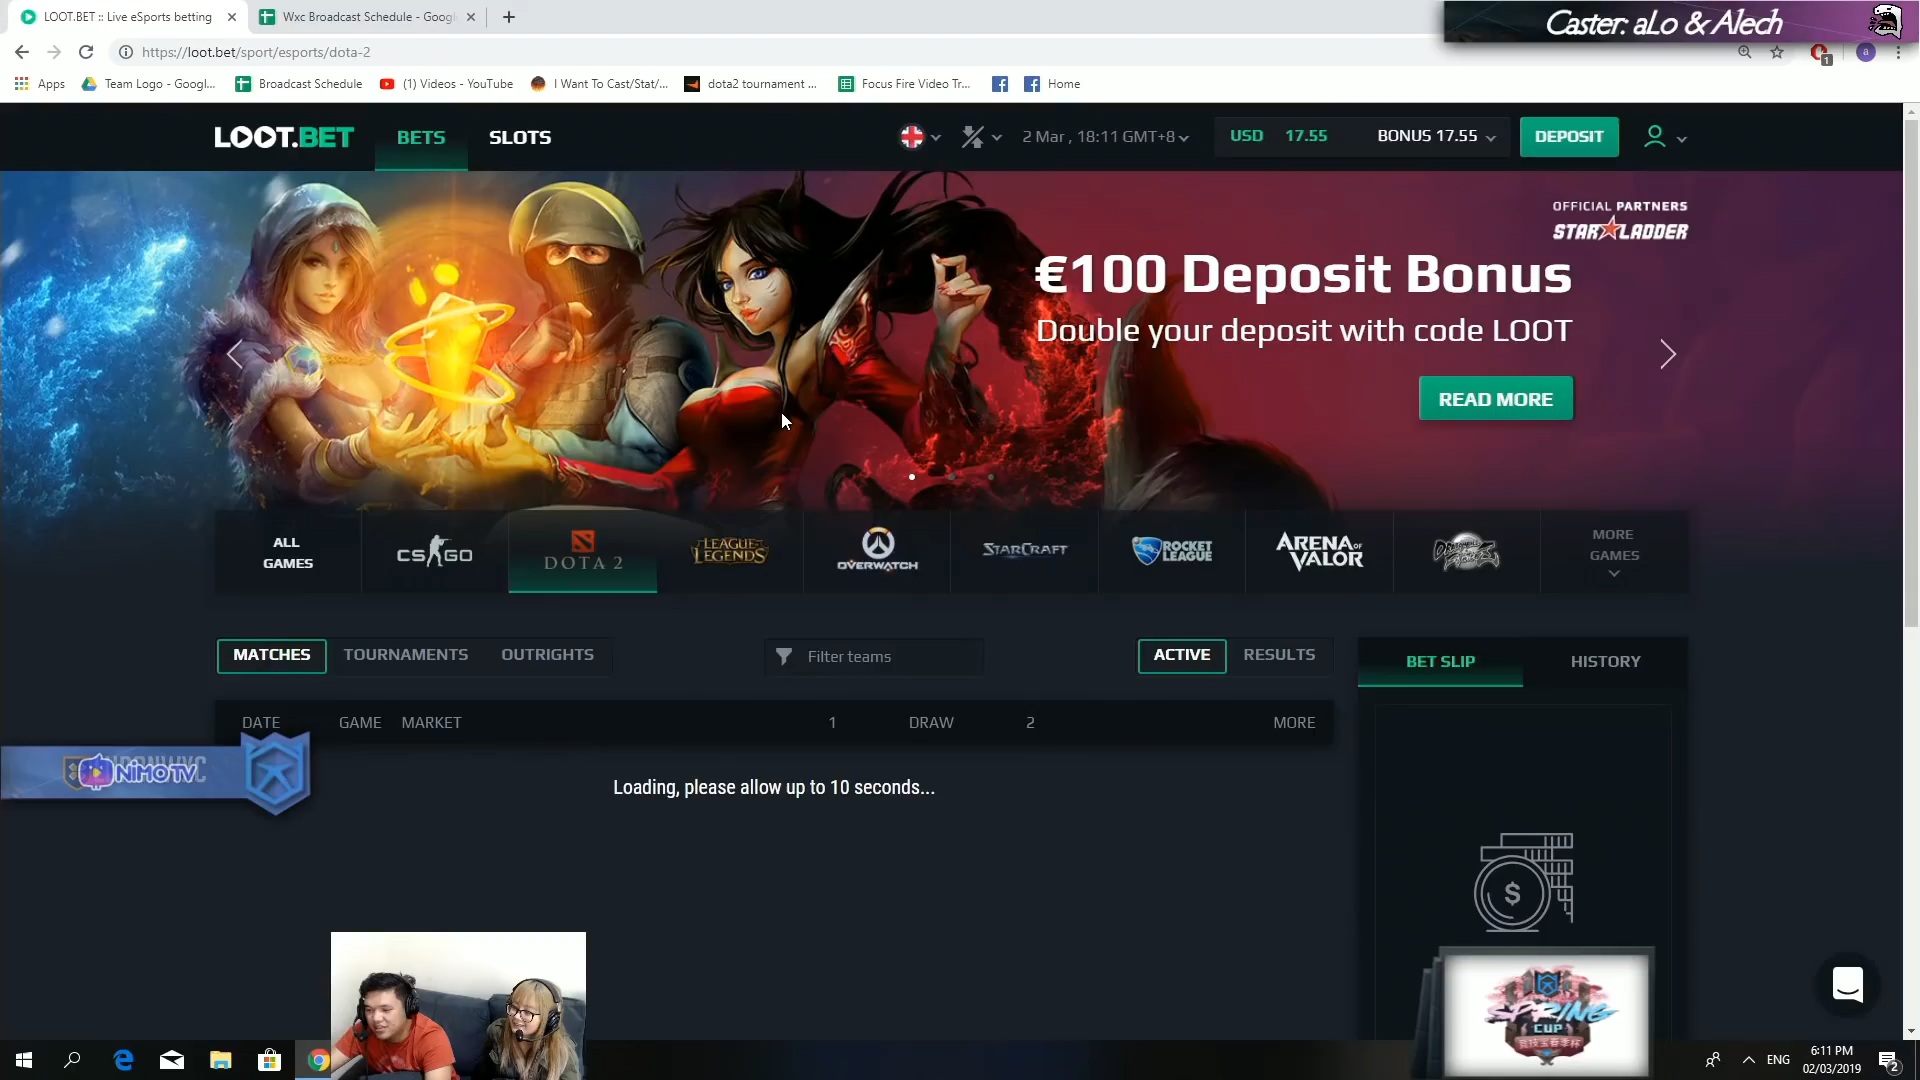 LOOT.BET :: Live eSports betting
Wxc Broadcast Schedule - Googl
Caster: aLo & Alech
https://loot.bet/sport/esports/dota-2
1
a
Apps
Team Logo - Googl...
Broadcast Schedule
(1) Videos - YouTube
I Want To Cast/Stat/...
dota2 tournament ...
Focus Fire Video Tr...
Home
LOOT.BET
BETS
SLOTS
2 Mar , 18:11 GMT+8
USD 17.55
BONUS 17.55
DEPOSIT
OFFICIAL PARTNERS
STAR LADDER
€100 Deposit Bonus
Double your deposit with code LOOT
READ MORE
ALL
GAMES
CS GO
DOTA 2
LEAGUE
LEGENDS
OVERWATCH
STARCRAFT
ROCKET
LEAGUE
ARENA OF
VALOR
MORE
GAMES
MATCHES
TOURNAMENTS
OUTRIGHTS
Filter teams
ACTIVE
RESULTS
BET SLIP
HISTORY
DATE
GAME
MARKET
1
DRAW
2
MORE
NIMOTV
Loading, please allow up to 10 seconds...
$
SPRING
CUP
ENG
6:11 PM
02/03/2019
2